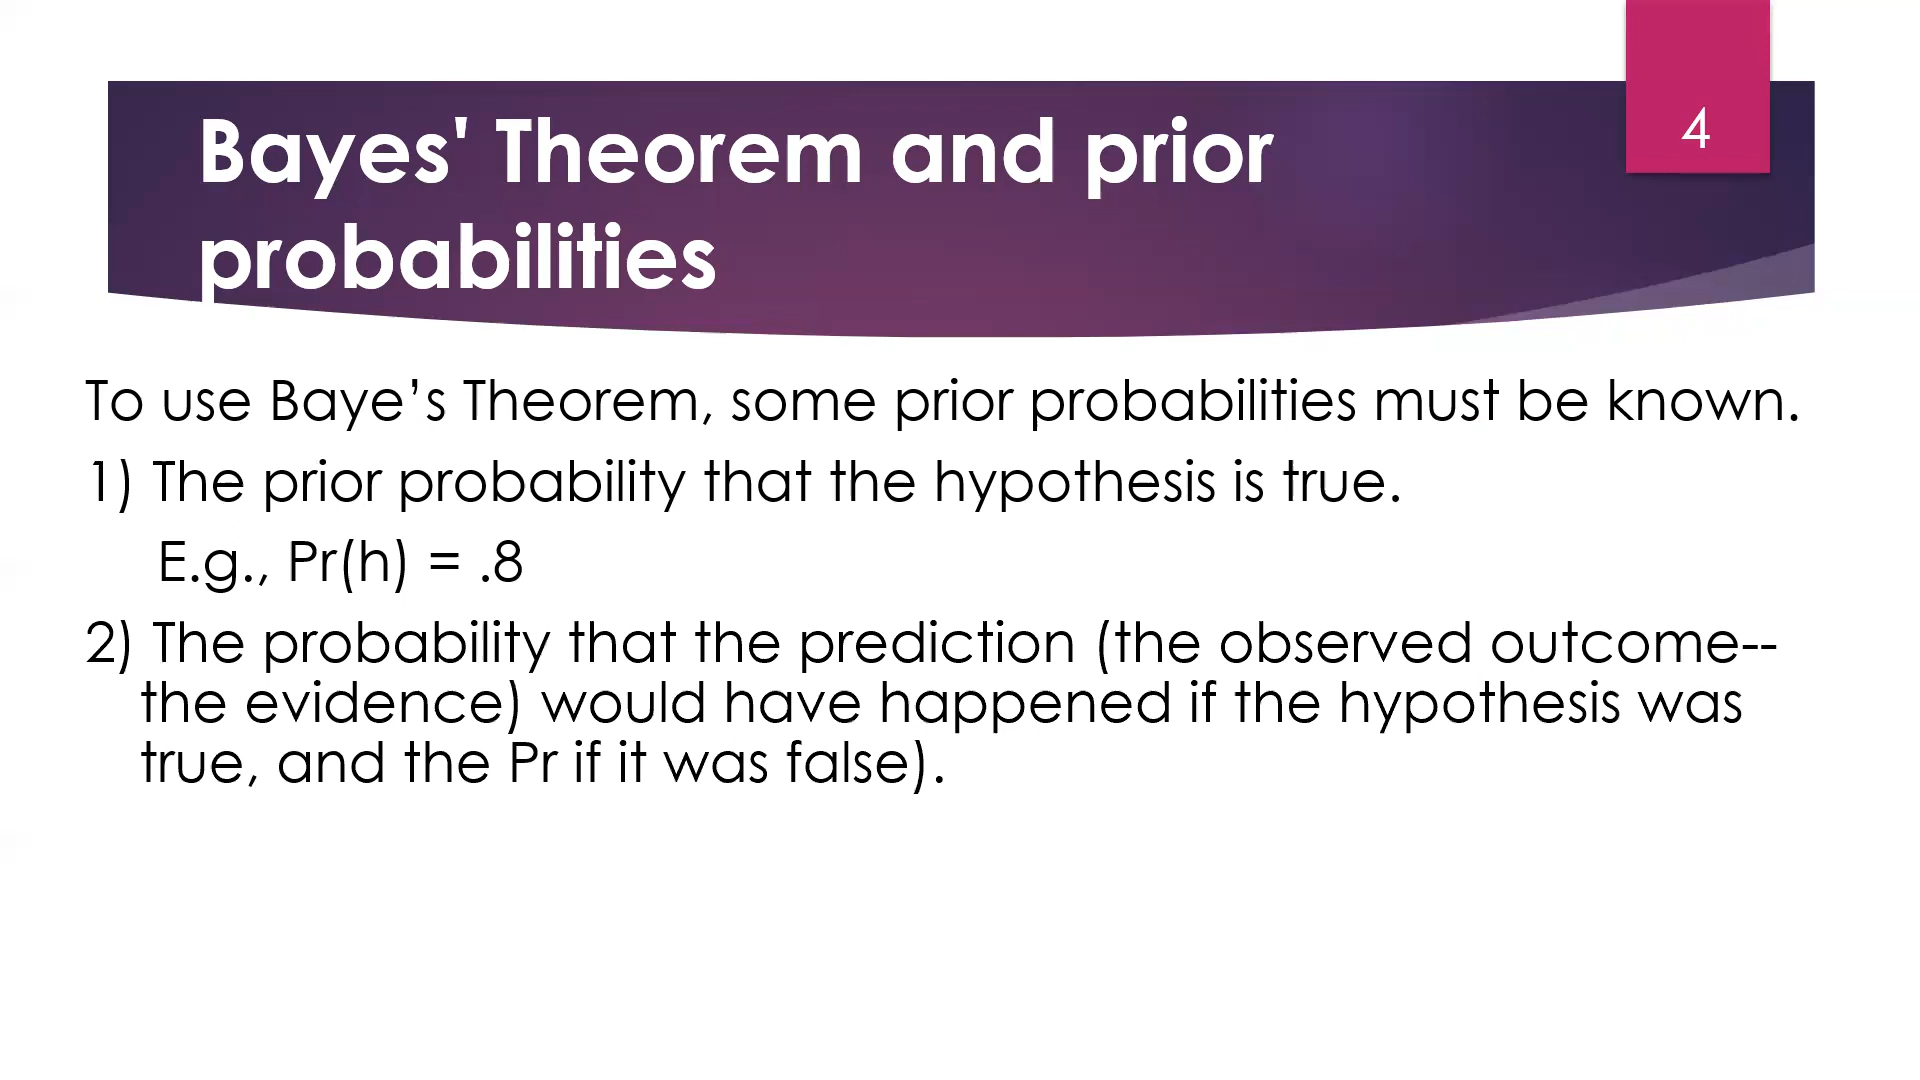 4
Bayes' Theorem and prior
probabilities
To use Baye’s Theorem, some prior probabilities must be known.
1) The prior probability that the hypothesis is true.
E.g., Pr(h) = .8
2) The probability that the prediction (the observed outcome--
the evidence) would have happened if the hypothesis was
true, and the Pr if it was false).